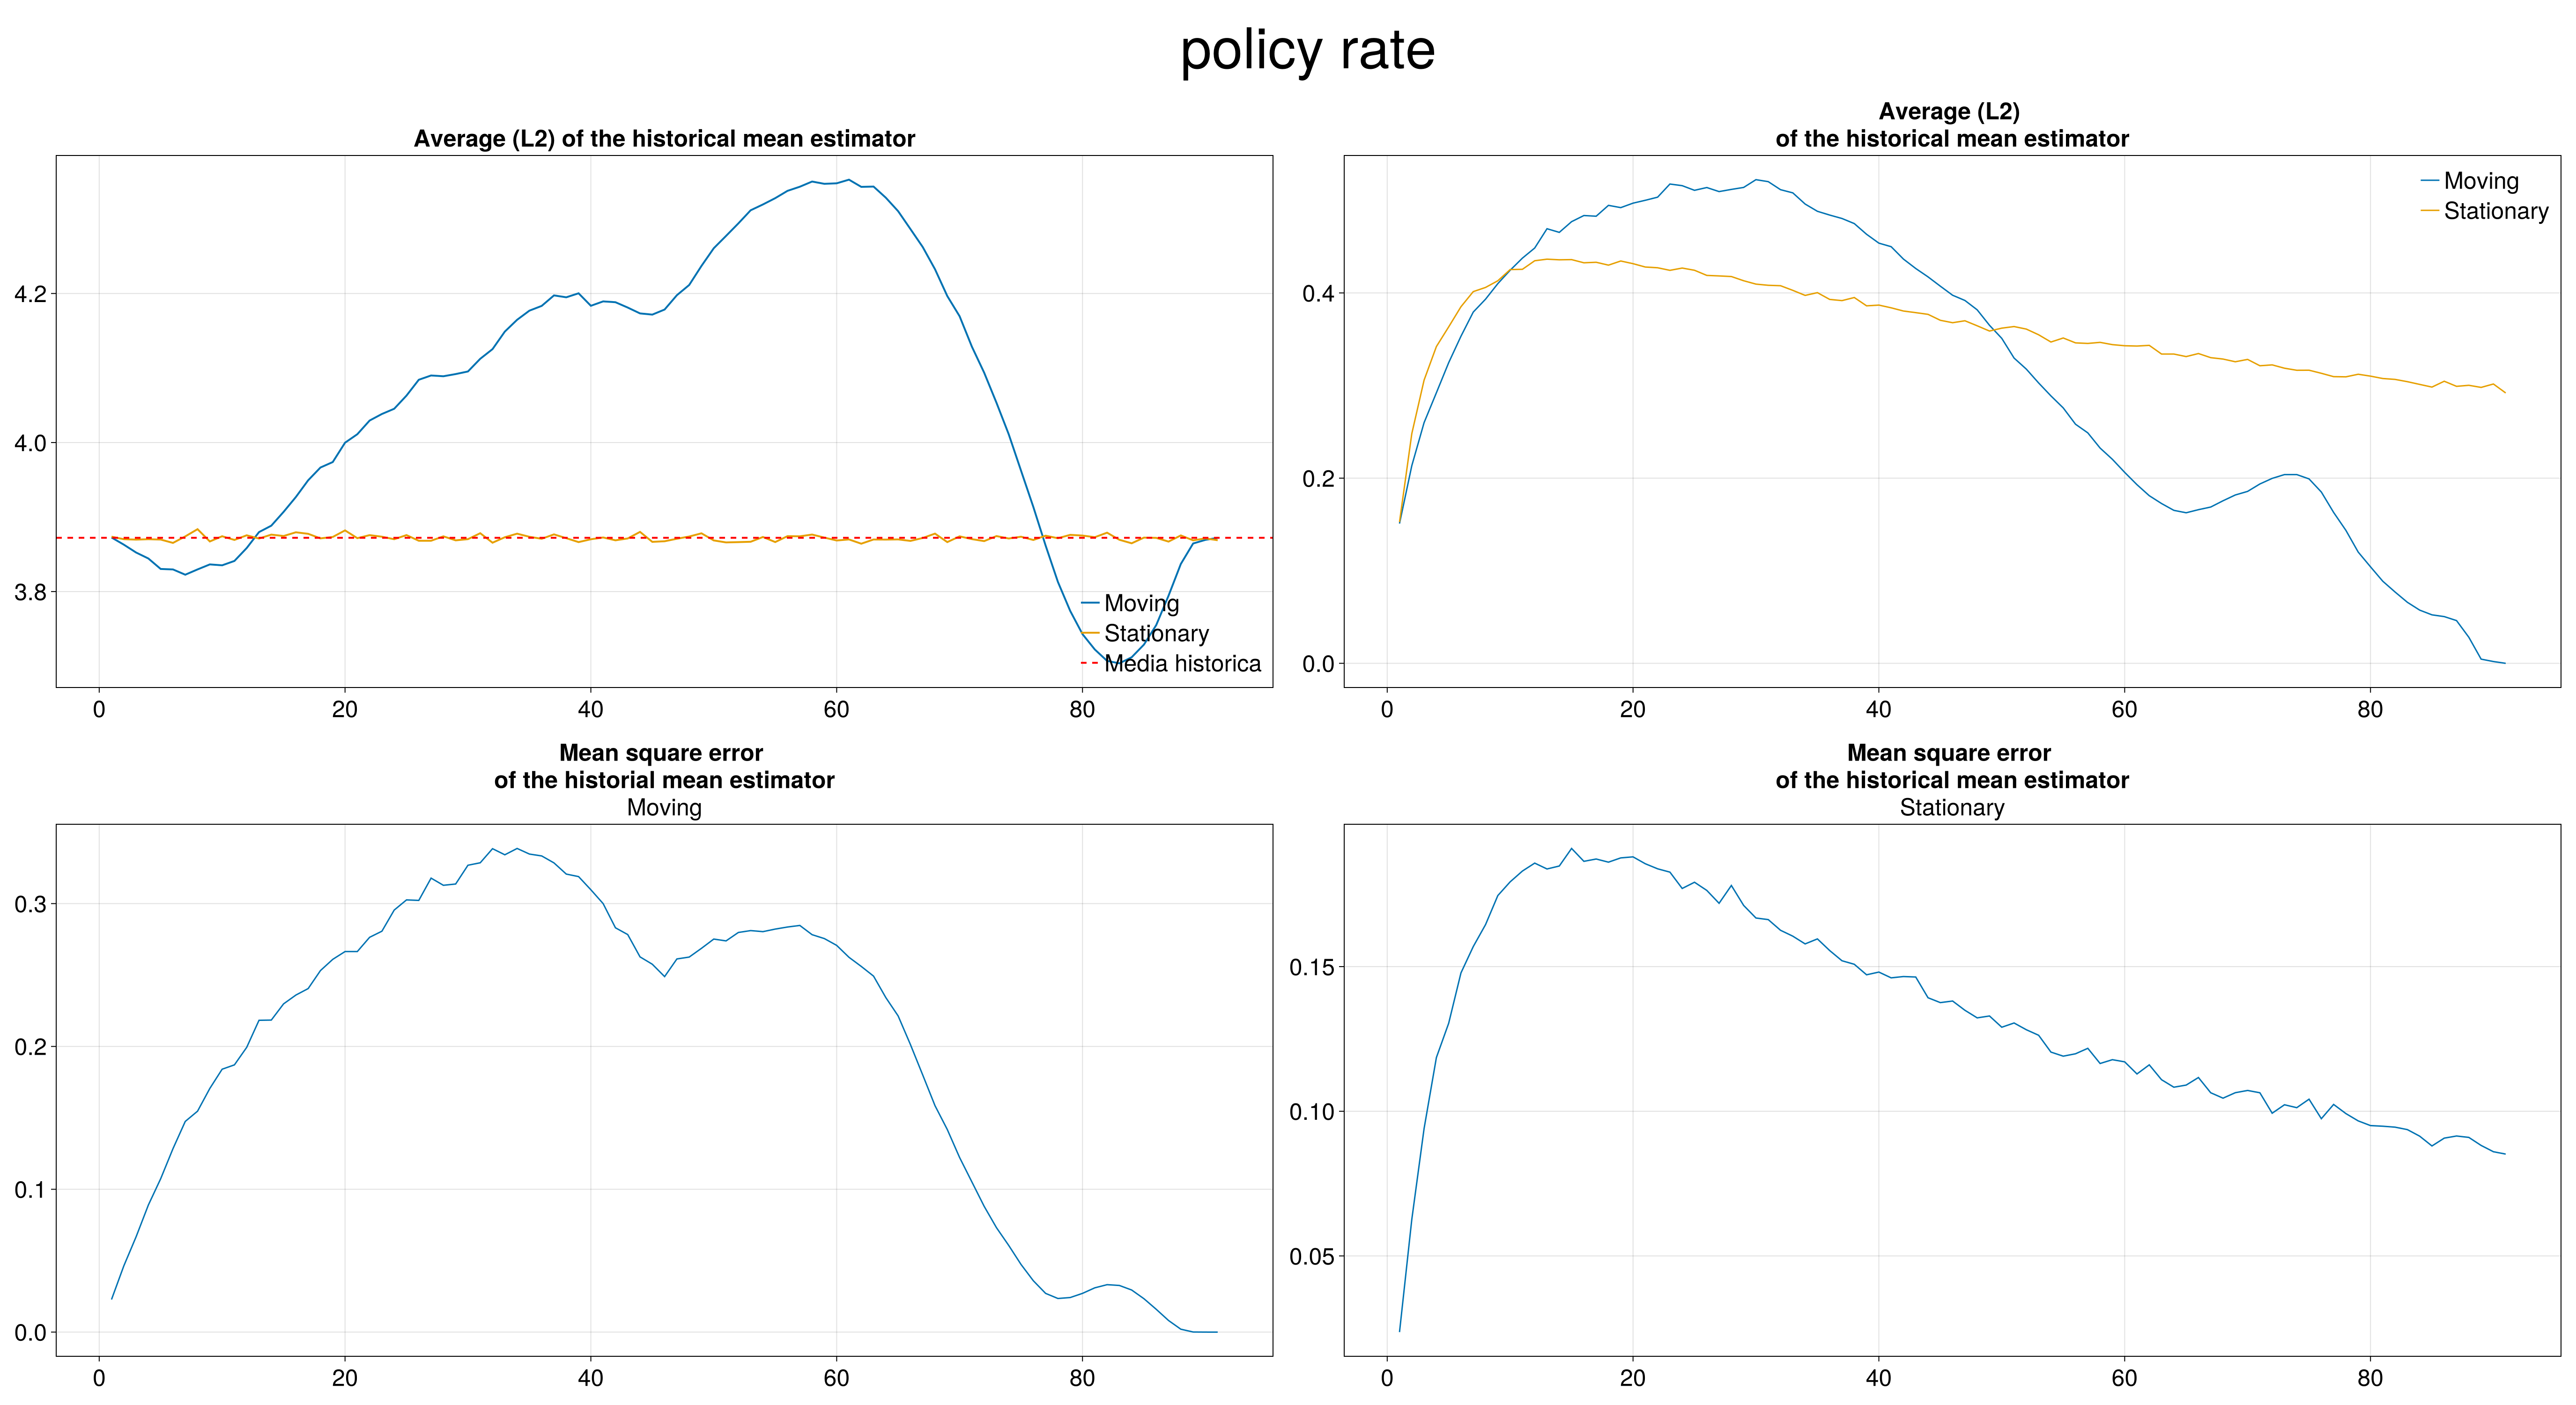 policy rate
Average (L2) of the historical mean estimator
4.2
4.0
3.8
Moving
Stationary
Media historica
0
20
40
60
80
Average (L2)
of the historical mean estimator
Moving
Stationary
0.4
0.2
0.0
0
20
40
60
80
Mean square error
of the historial mean estimator
Moving
0.3
0.2
0.1
0.0
0
20
40
60
80
Mean square error
of the historical mean estimator
Stationary
0.15
0.10
0.05
0
20
40
60
80